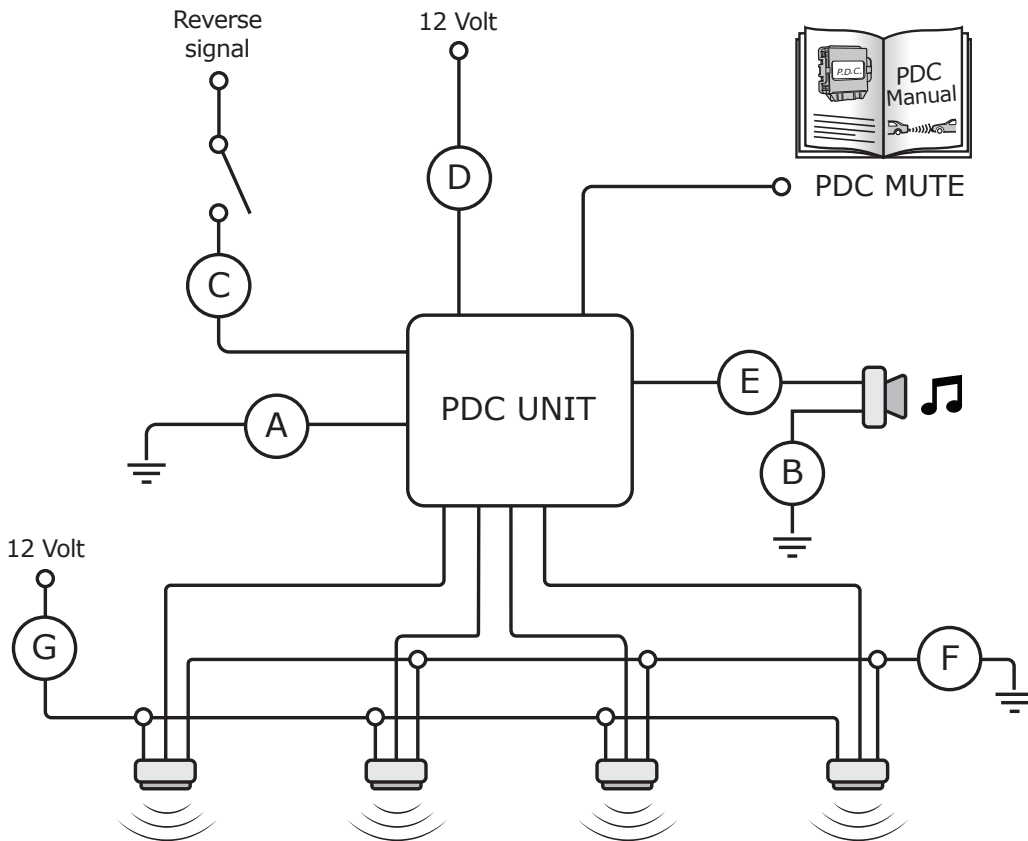 Reverse
signal
12 Volt
P.D.C.
PDC
Manual
D
PDC MUTE
C
E
PDC UNIT
A
B
12 Volt
G
F